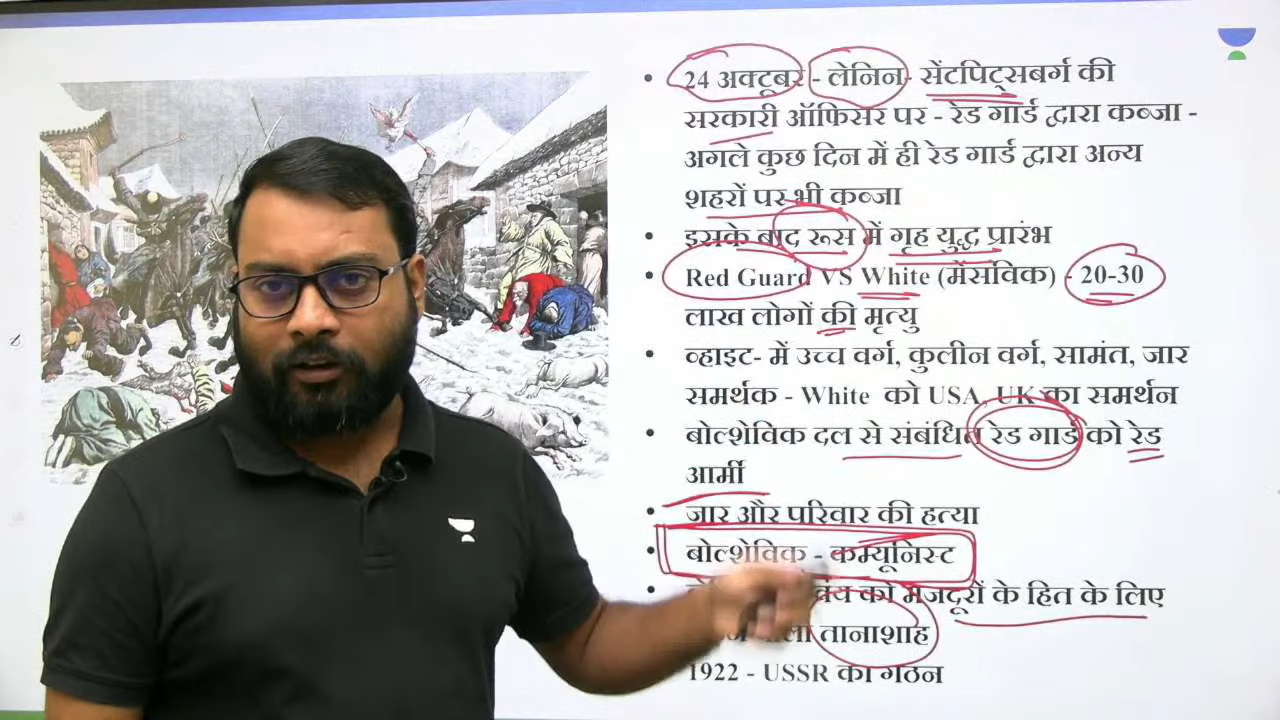 24 अक्टूबर - लेनिन- सेंटपिट्सबर्ग की
सरकारी ऑफिसर पर - रेड गार्ड द्वारा कब्जा -
अगले कुछ दिन में ही रेड गार्ड द्वारा अन्य
शहरों पर भी कब्जा
इसके बाद रूस में गृह युद्ध प्रारंभ
Red Guard VS White (मेंसंविक) - 20-30
लाख लोगों की मृत्यु
व्हाइट- में उच्च वर्ग, कुलीन वर्ग, सामंत, जार
समर्थक - White को USA, UK का समर्थन
बोल्शेविक दल से संबंधित रेड गार्ड को रेड
आर्मी
जार और परिवार की हत्या
बोल्शेविक - कम्यूनिस्ट
को मजदूरों के हित के लिए
तानाशाह
1922 - USSR का गठन